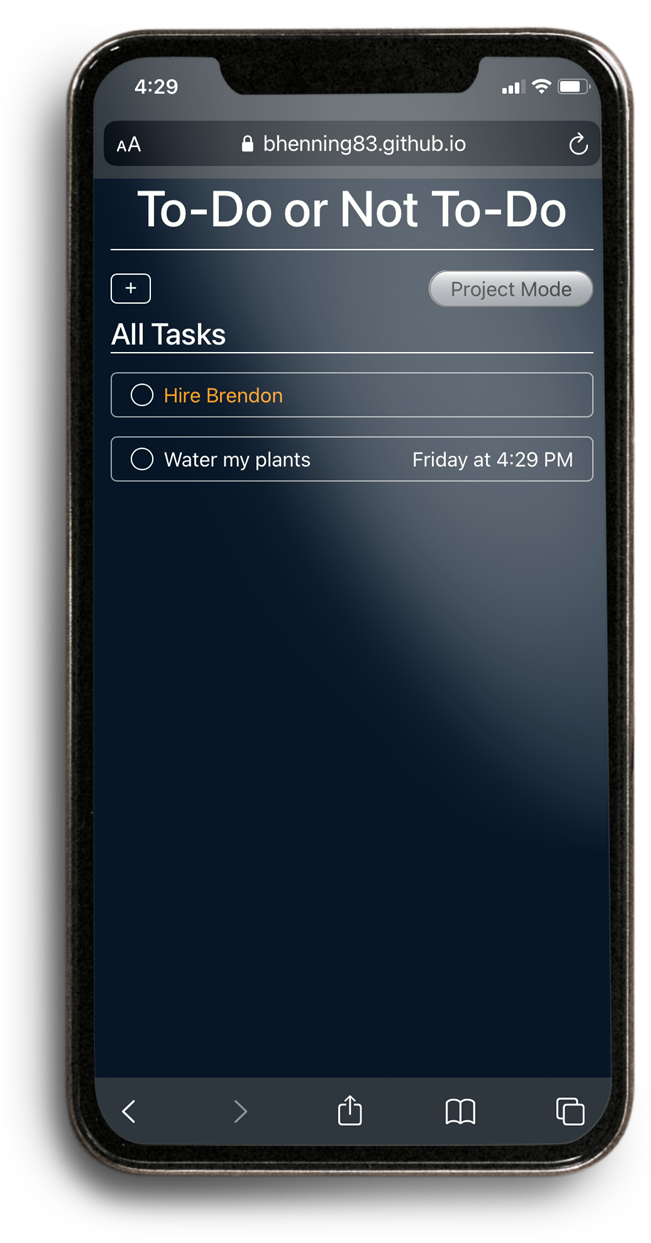 4:29
AA bhenning83.github.io
To-Do or Not To-Do
+ Project Mode
All Tasks
Hire Brendon
Water my plants Friday at 4:29 PM